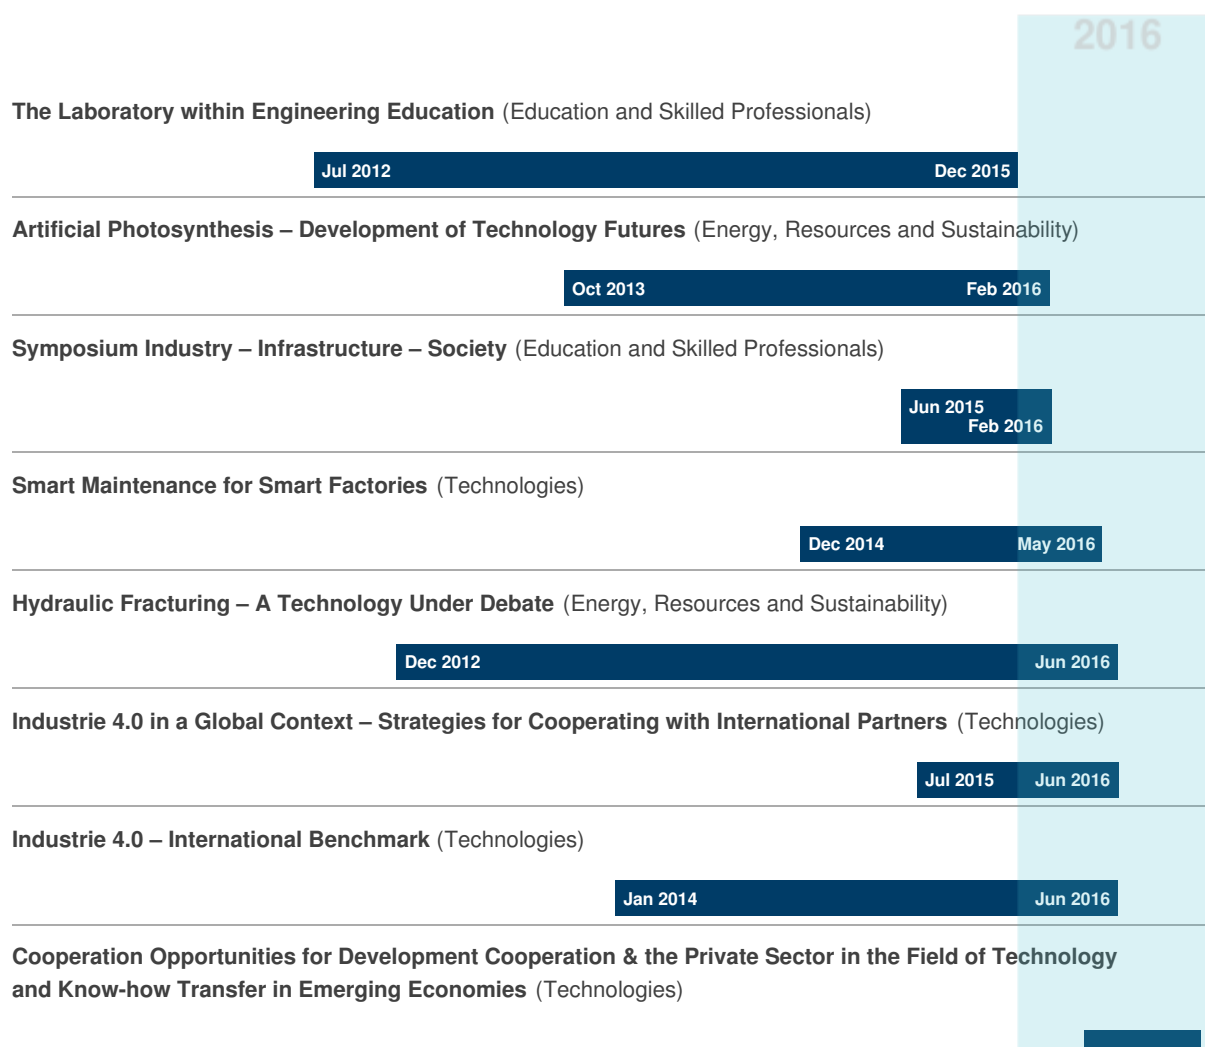 2016
The Laboratory within Engineering Education (Education and Skilled Professionals)
Jul 2012 Dec 2015
Artificial Photosynthesis – Development of Technology Futures (Energy, Resources and Sustainability)
Oct 2013 Feb 2016
Symposium Industry – Infrastructure – Society (Education and Skilled Professionals)
Jun 2015
Feb 2016
Smart Maintenance for Smart Factories (Technologies)
Dec 2014 May 2016
Hydraulic Fracturing – A Technology Under Debate (Energy, Resources and Sustainability)
Dec 2012 Jun 2016
Industrie 4.0 in a Global Context – Strategies for Cooperating with International Partners (Technologies)
Jul 2015 Jun 2016
Industrie 4.0 – International Benchmark (Technologies)
Jan 2014 Jun 2016
Cooperation Opportunities for Development Cooperation & the Private Sector in the Field of Technology
and Know-how Transfer in Emerging Economies (Technologies)